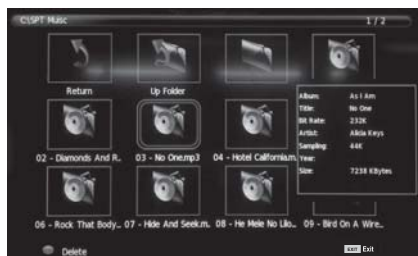 C:\SPT Muisc
1 / 2
Return
Up Folder
Album: As I Am
Title: No One
Bit Rate: 232K
Artist: Alicia Keys
Sampling: 44K
Year:
Size: 7238 KBytes
02 - Diamonds And R..
03 - No One.mp3
04 - Hotel California.m.
06 - Rock That Body..
07 - Hide And Seek.m.
08 - He Mele No Lilo..
09 - Bird On A Wire..
Delete
EXIT Exit